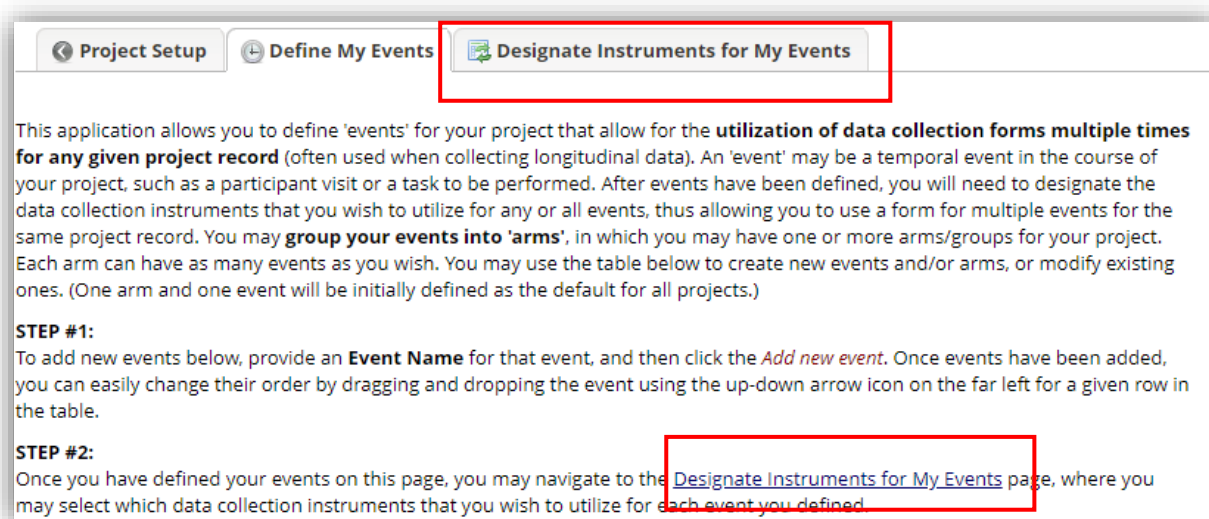 Project Setup Define My Events Designate Instruments for My Events
This application allows you to define 'events' for your project that allow for the utilization of data collection forms multiple times
for any given project record (often used when collecting longitudinal data). An 'event' may be a temporal event in the course of
your project, such as a participant visit or a task to be performed. After events have been defined, you will need to designate the
data collection instruments that you wish to utilize for any or all events, thus allowing you to use a form for multiple events for the
same project record. You may group your events into 'arms', in which you may have one or more arms/groups for your project.
Each arm can have as many events as you wish. You may use the table below to create new events and/or arms, or modify existing
ones. (One arm and one event will be initially defined as the default for all projects.)
STEP #1:
To add new events below, provide an Event Name for that event, and then click the Add new event. Once events have been added,
you can easily change their order by dragging and dropping the event using the up-down arrow icon on the far left for a given row in
the table.
STEP #2:
Once you have defined your events on this page, you may navigate to the Designate Instruments for My Events page, where you
may select which data collection instruments that you wish to utilize for each event you defined.